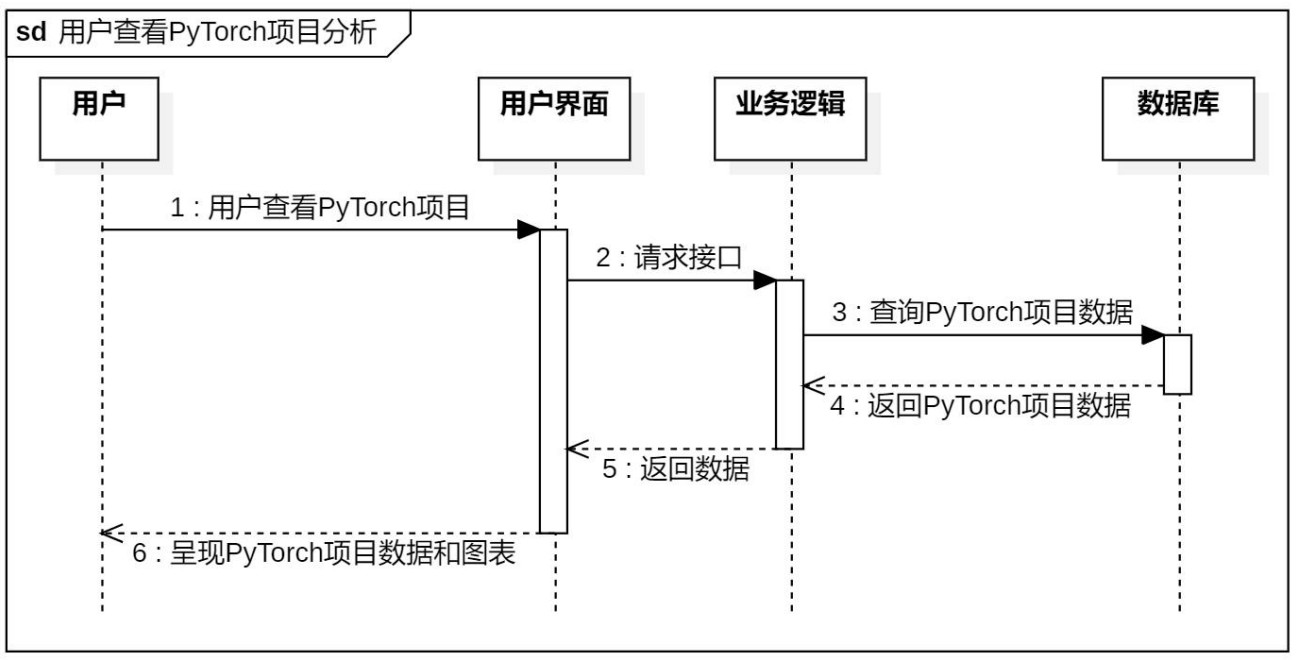 sd 用户查看PyTorch项目分析
用户
用户界面
业务逻辑
数据库
1 : 用户查看PyTorch项目
2 : 请求接口
3 : 查询PyTorch项目数据
4 : 返回PyTorch项目数据
5 : 返回数据
6 : 呈现PyTorch项目数据和图表